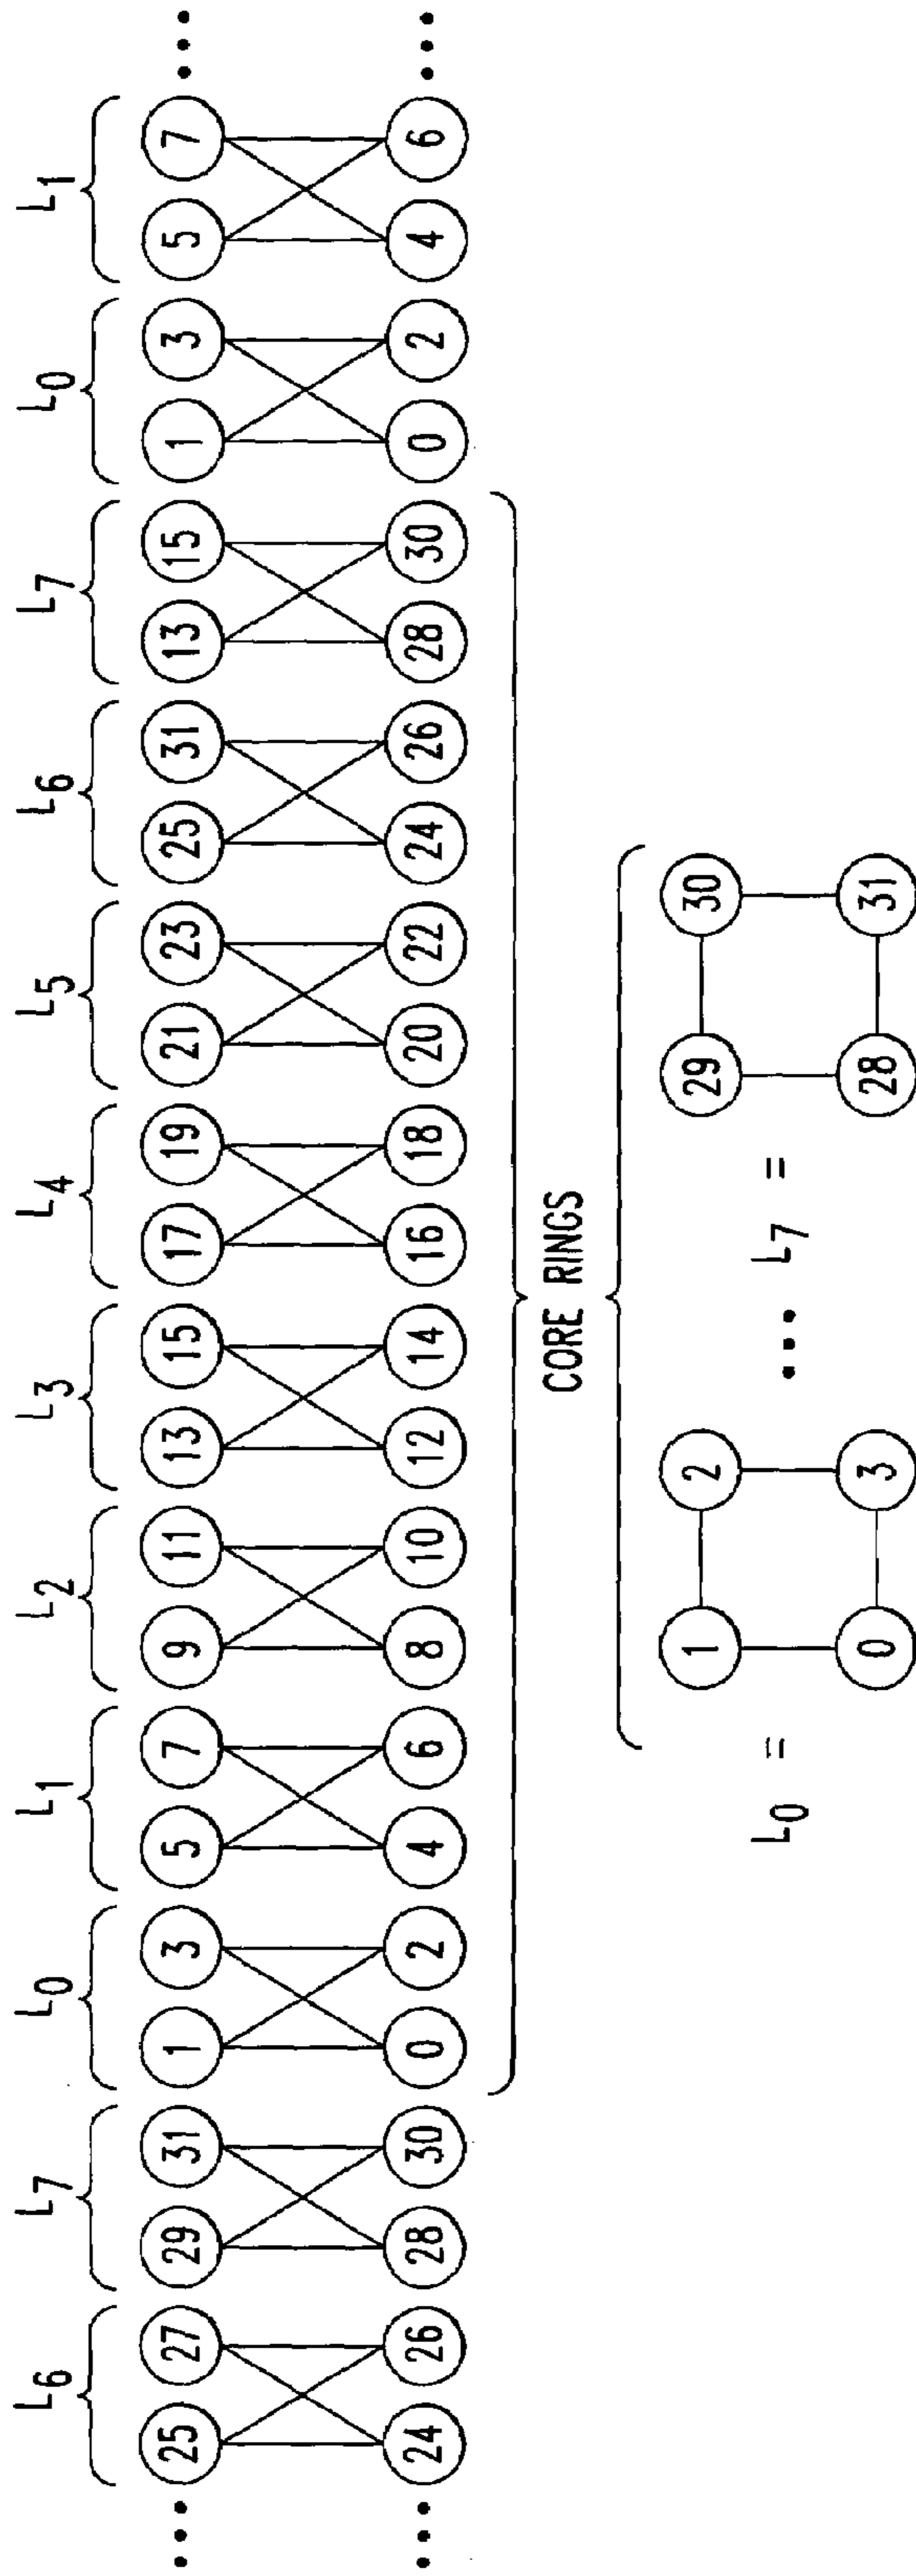 L6 L7 L0 L1 L2 L3 L4 L5 L6 L7 L0 L1
... 25 27 29 31 1 3 5 7 9 11 13 15 17 19 21 23 25 31 13 15 1 3 5 7 ...
... 24 26 28 30 0 2 4 6 8 10 12 14 16 18 20 22 24 26 28 30 0 2 4 6 ...
CORE RINGS
1 2 29 30
L0 = ... L7 =
0 3 28 31